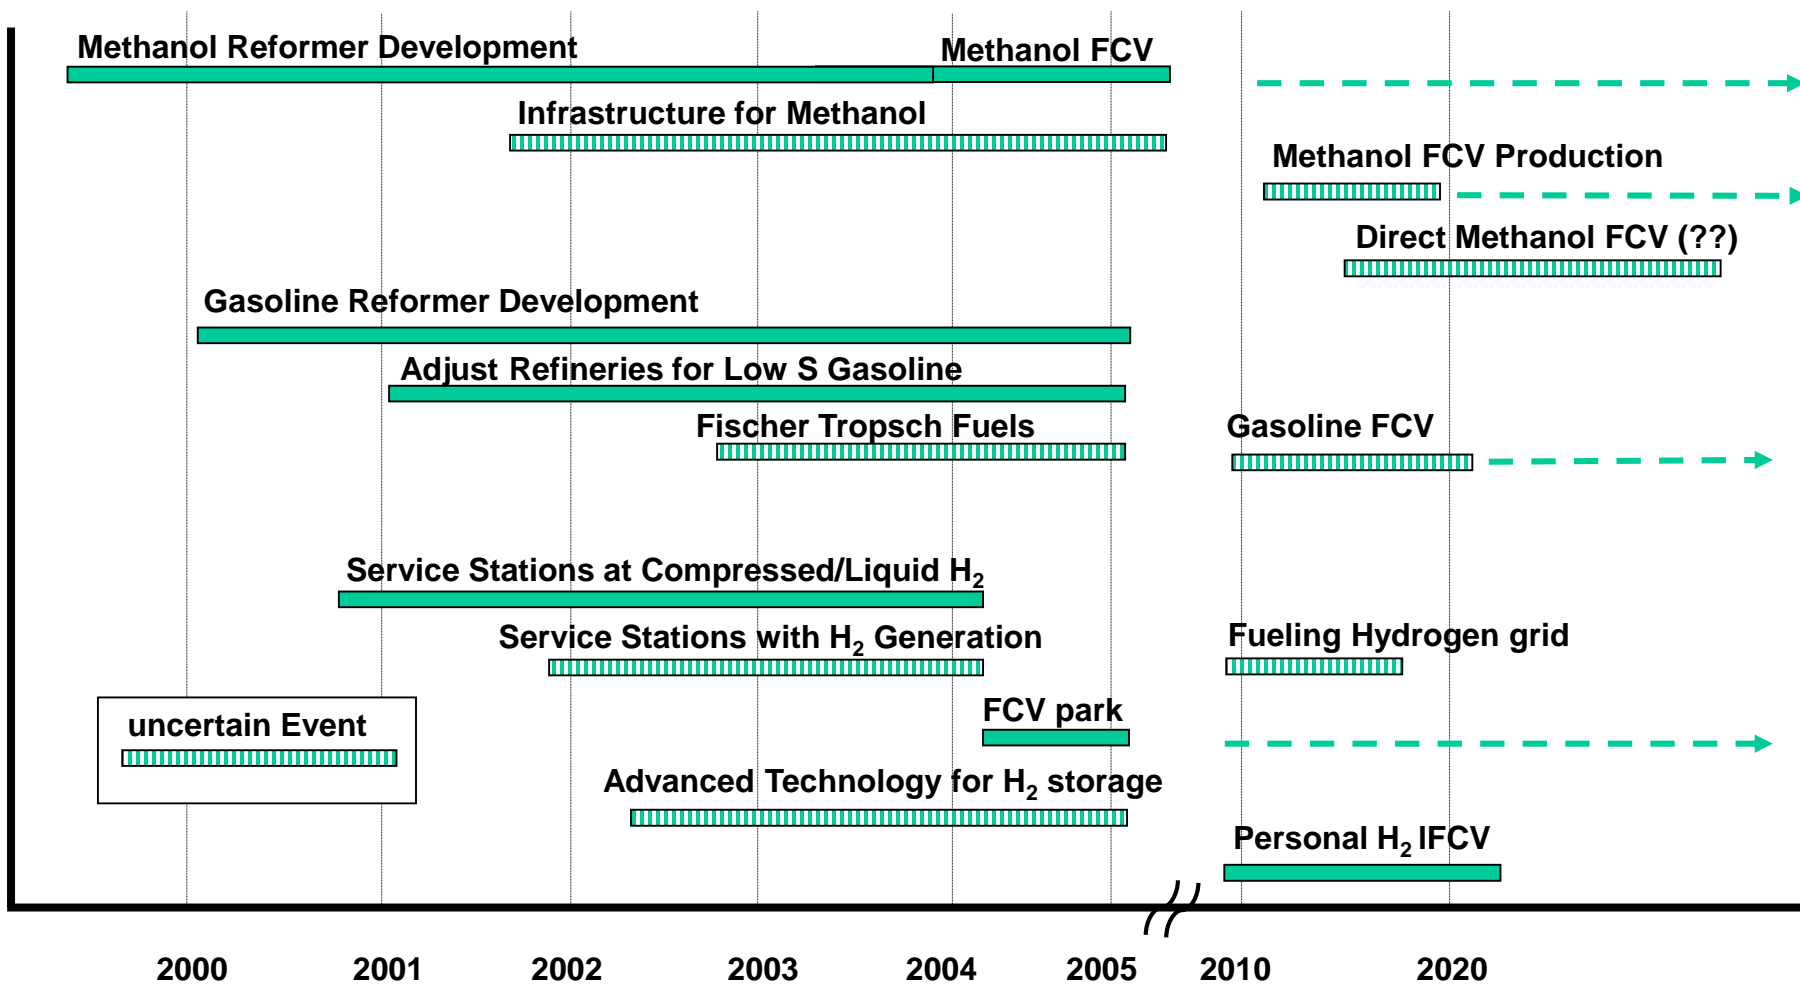 Methanol Reformer Development
Methanol FCV
Infrastructure for Methanol
Methanol FCV Production
Direct Methanol FCV (??)
Gasoline Reformer Development
Adjust Refineries for Low S Gasoline
Fischer Tropsch Fuels
Gasoline FCV
Service Stations at Compressed/Liquid H₂
Service Stations with H₂ Generation
Fueling Hydrogen grid
uncertain Event
FCV park
Advanced Technology for H₂ storage
Personal H₂ IFCV
2000 2001 2002 2003 2004 2005 2010 2020